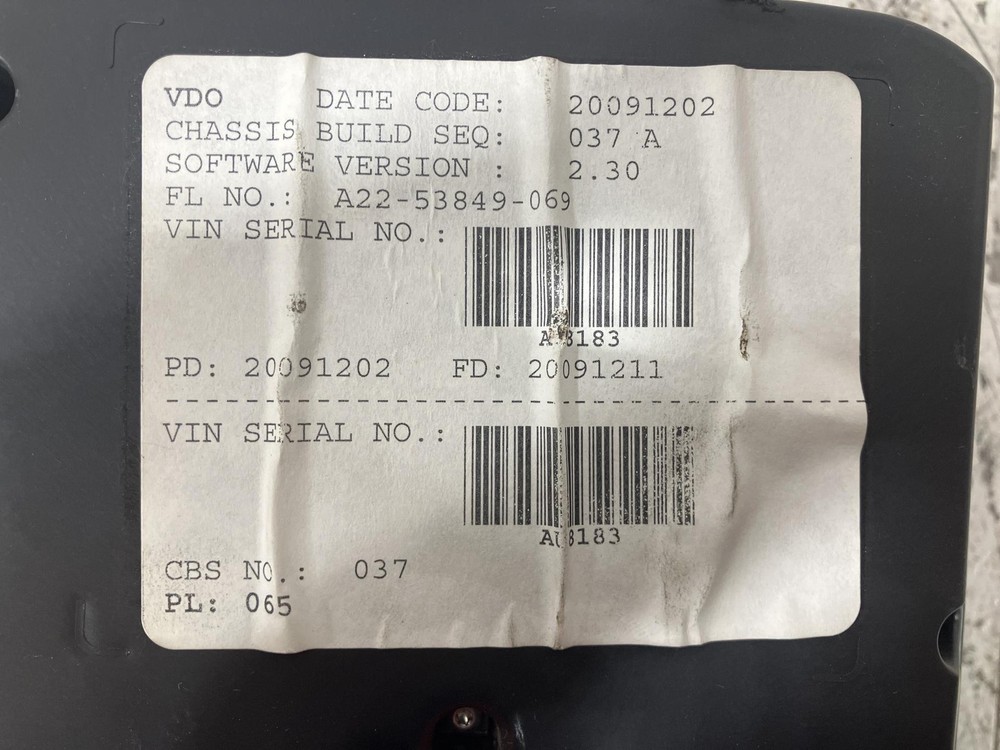 VDO DATE CODE: 20091202
CHASSIS BUILD SEQ: 037 A
SOFTWARE VERSION : 2.30
FL NO.: A22-53849-069
VIN SERIAL NO.:
PD: 20091202 FD: 20091211
VIN SERIAL NO.:
CBS NO.: 037
PL: 065